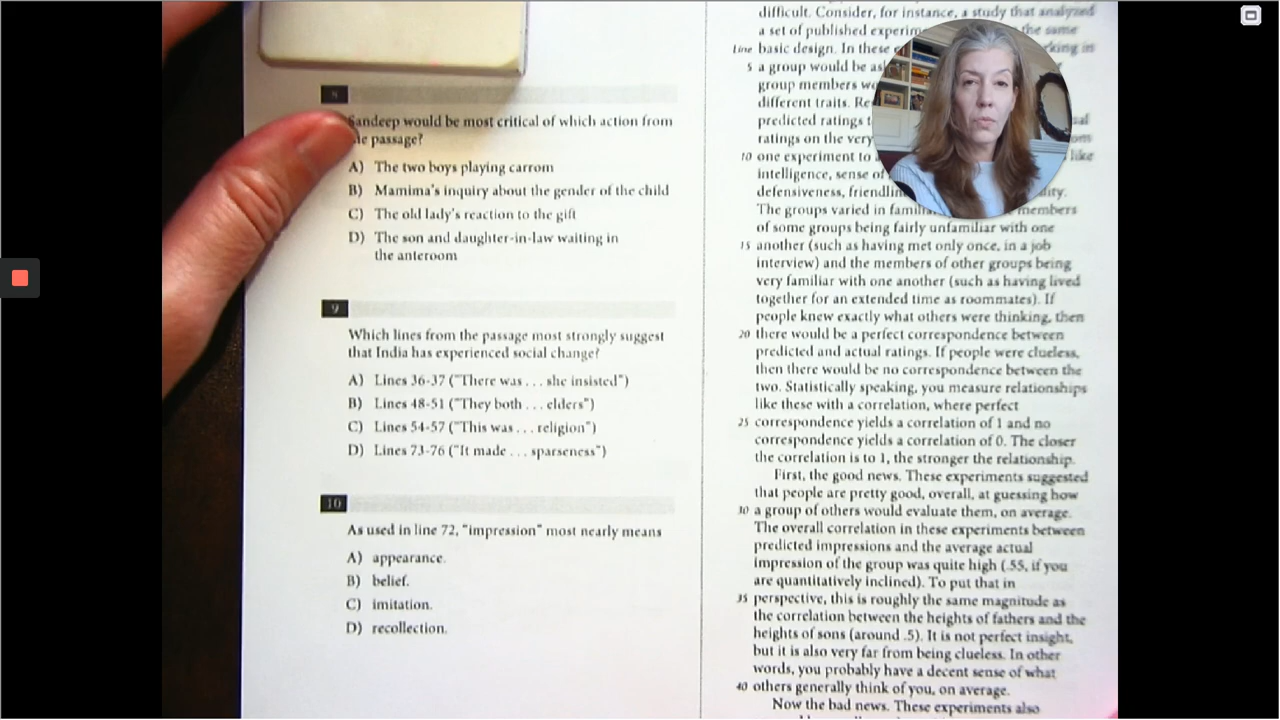 8
Sandeep would be most critical of which action from
the passage?
A) The two boys playing carrom
B) Mamima's inquiry about the gender of the child
C) The old lady's reaction to the gift
D) The son and daughter-in-law waiting in
the anteroom
9
Which lines from the passage most strongly suggest
that India has experienced social change?
A) Lines 36-37 ("There was . . . she insisted")
B) Lines 48-51 ("They both . . . elders")
C) Lines 54-57 ("This was . . . religion")
D) Lines 73-76 ("It made . . . sparseness")
10
As used in line 72, "impression" most nearly means
A) appearance.
B) belief.
C) imitation.
D) recollection.
difficult. Consider, for instance, a study that analyzed
a set of published the same
Line basic design. In these in
5 a group would be
group members
different traits.
predicted ratings
ratings on the very
10 one experiment to like
intelligence, sense of
defensiveness,
The groups varied in members
of some groups being fairly unfamiliar with one
15 another (such as having met only once, in a job
interview) and the members of other groups being
very familiar with one another (such as having lived
together for an extended time as roommates). If
people knew exactly what others were thinking, then
20 there would be a perfect correspondence between
predicted and actual ratings. If people were clueless,
then there would be no correspondence between the
two. Statistically speaking, you measure relationships
like these with a correlation, where perfect
25 correspondence yields a correlation of 1 and no
correspondence yields a correlation of 0. The closer
the correlation is to 1, the stronger the relationship.
First, the good news. These experiments suggested
that people are pretty good, overall, at guessing how
30 a group of others would evaluate them, on average.
The overall correlation in these experiments between
predicted impressions and the average actual
impression of the group was quite high (.55, if you
are quantitatively inclined). To put that in
35 perspective, this is roughly the same magnitude as
the correlation between the heights of fathers and the
heights of sons (around .5). It is not perfect insight,
but it is also very far from being clueless. In other
words, you probably have a decent sense of what
40 others generally think of you, on average.
Now the bad news. These experiments also